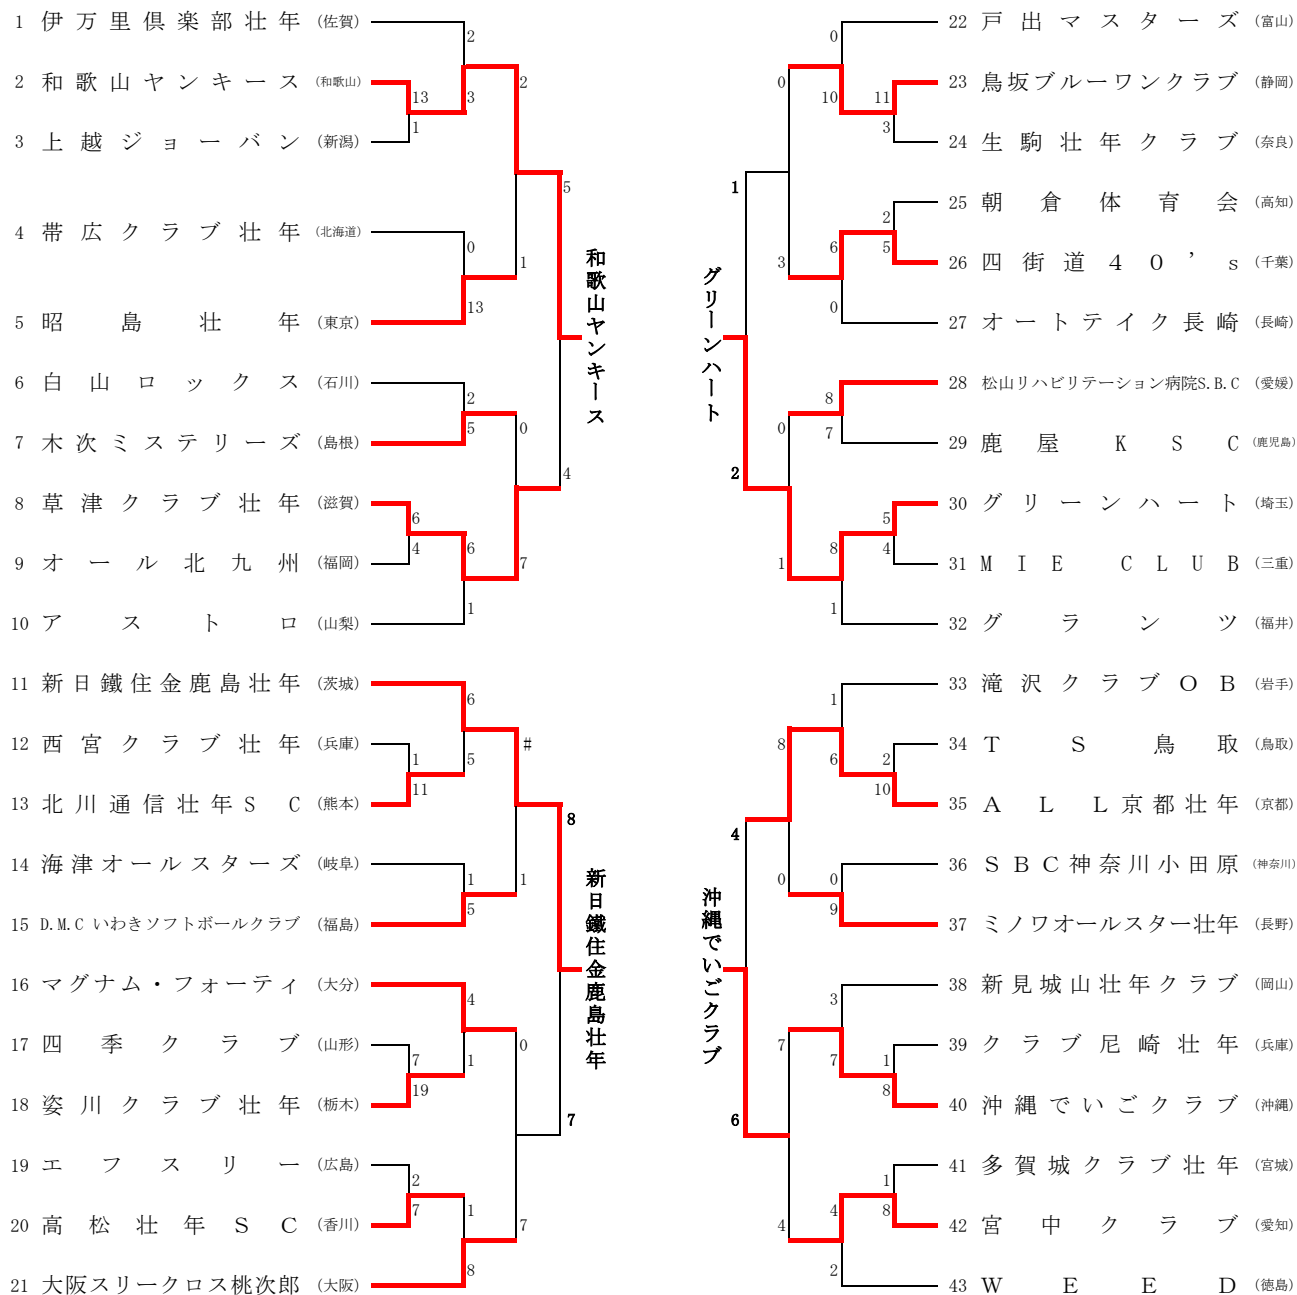 1 伊万里倶楽部壮年 (佐賀)
2
2 和歌山ヤンキース (和歌山)
13 3 2
1
3 上越ジョーバン (新潟)
5
4 帯広クラブ壮年 (北海道)
0
1
13
5 昭島壮年 (東京)
和歌山ヤンキース
6 白山ロックス (石川)
2
5 0
7 木次ミステリーズ (島根)
4
8 草津クラブ壮年 (滋賀)
6
4 6 7
9 オール北九州 (福岡)
1
10 アストロ (山梨)
11 新日鐵住金鹿島壮年 (茨城)
6
#
12 西宮クラブ壮年 (兵庫)
1 5
11
13 北川通信壮年SC (熊本)
8
14 海津オールスターズ (岐阜)
1 1
5
15 D.M.C いわきソフトボールクラブ (福島)
新日鐵住金鹿島壮年
16 マグナム・フォーティ (大分)
4
0
17 四季クラブ (山形)
7 1
19
18 姿川クラブ壮年 (栃木)
7
19 エフスリー (広島)
2
7 1 7
20 高松壮年SC (香川)
8
21 大阪スリークロス桃次郎 (大阪)
22 戸出マスターズ (富山)
0
0
23 鳥坂ブルーワンクラブ (静岡)
10 11
3
24 生駒壮年クラブ (奈良)
1
25 朝倉体育会 (高知)
2
3 6 5
26 四街道40’s (千葉)
0
27 オートテイク長崎 (長崎)
グリーンハート
28 松山リハビリテーション病院S.B.C (愛媛)
8
0 7
29 鹿屋KSC (鹿児島)
2
30 グリーンハート (埼玉)
5
1 8 4
31 MIE CLUB (三重)
1
32 グランツ (福井)
33 滝沢クラブOB (岩手)
1
8
34 TS鳥取 (鳥取)
6 2
10
35 ALL京都壮年 (京都)
4
36 SBC神奈川小田原 (神奈川)
0 0
9
37 ミノワオールスター壮年 (長野)
沖縄でいごクラブ
38 新見城山壮年クラブ (岡山)
3
7
39 クラブ尼崎壮年 (兵庫)
7 1
8
40 沖縄でいごクラブ (沖縄)
6
41 多賀城クラブ壮年 (宮城)
1
4 4 8
42 宮中クラブ (愛知)
2
43 WEED (徳島)